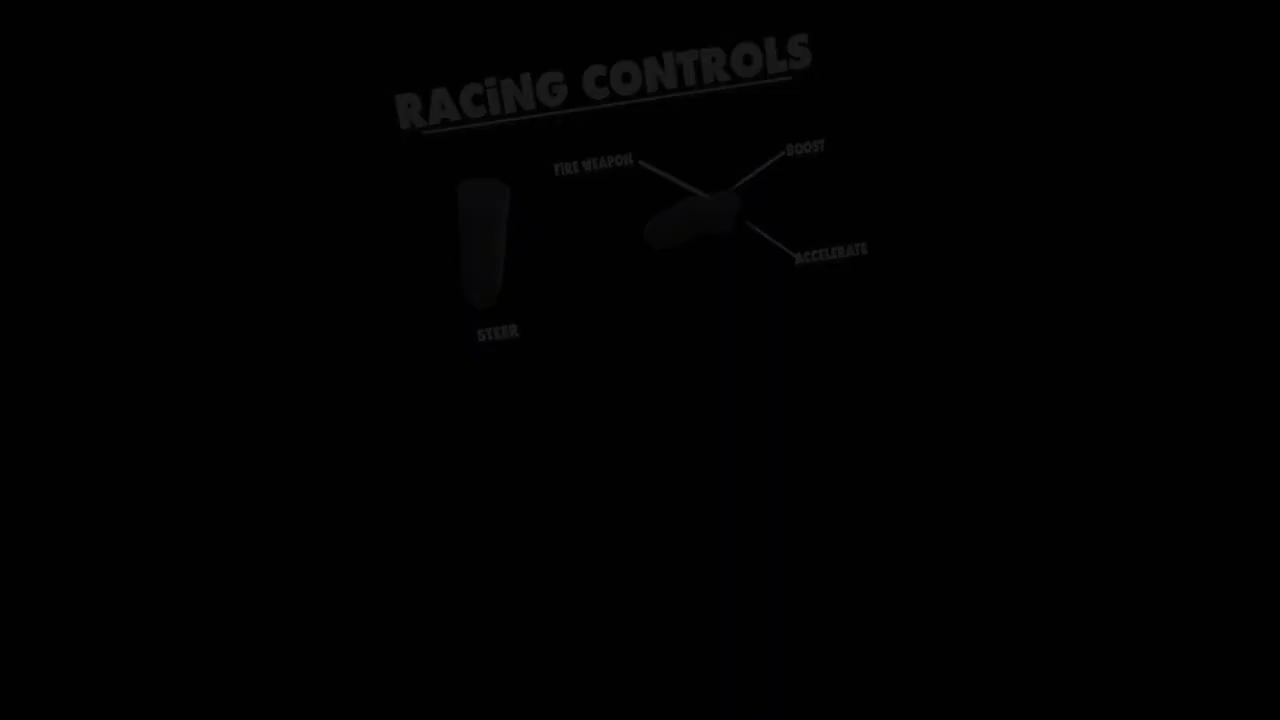 RACiNG CONTROLS
FiRE WEAPON
BOOST
ACCELERATE
STEER